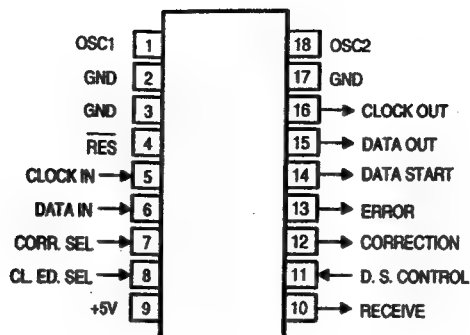 OSC1 1 18 OSC2
GND 2 17 GND
GND 3 16 CLOCK OUT
RES 4 15 DATA OUT
CLOCK IN 5 14 DATA START
DATA IN 6 13 ERROR
CORR. SEL 7 12 CORRECTION
CL. ED. SEL 8 11 D. S. CONTROL
+5V 9 10 RECEIVE